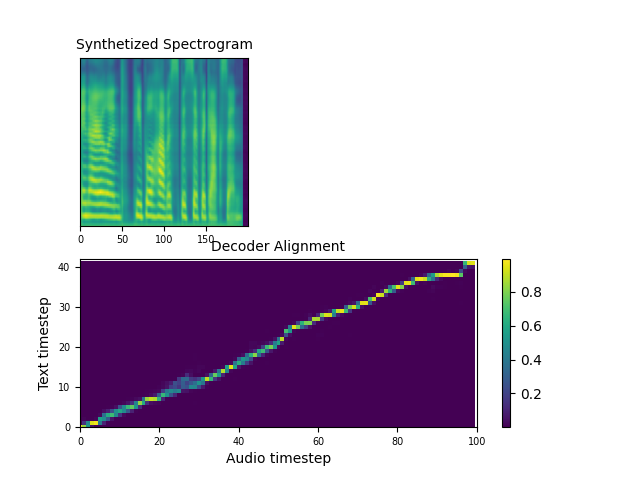 Synthetized Spectrogram
0 50 100 150
Decoder Alignment
40
30
20
10
0
Text timestep
0 20 40 60 80 100
Audio timestep
0.8
0.6
0.4
0.2